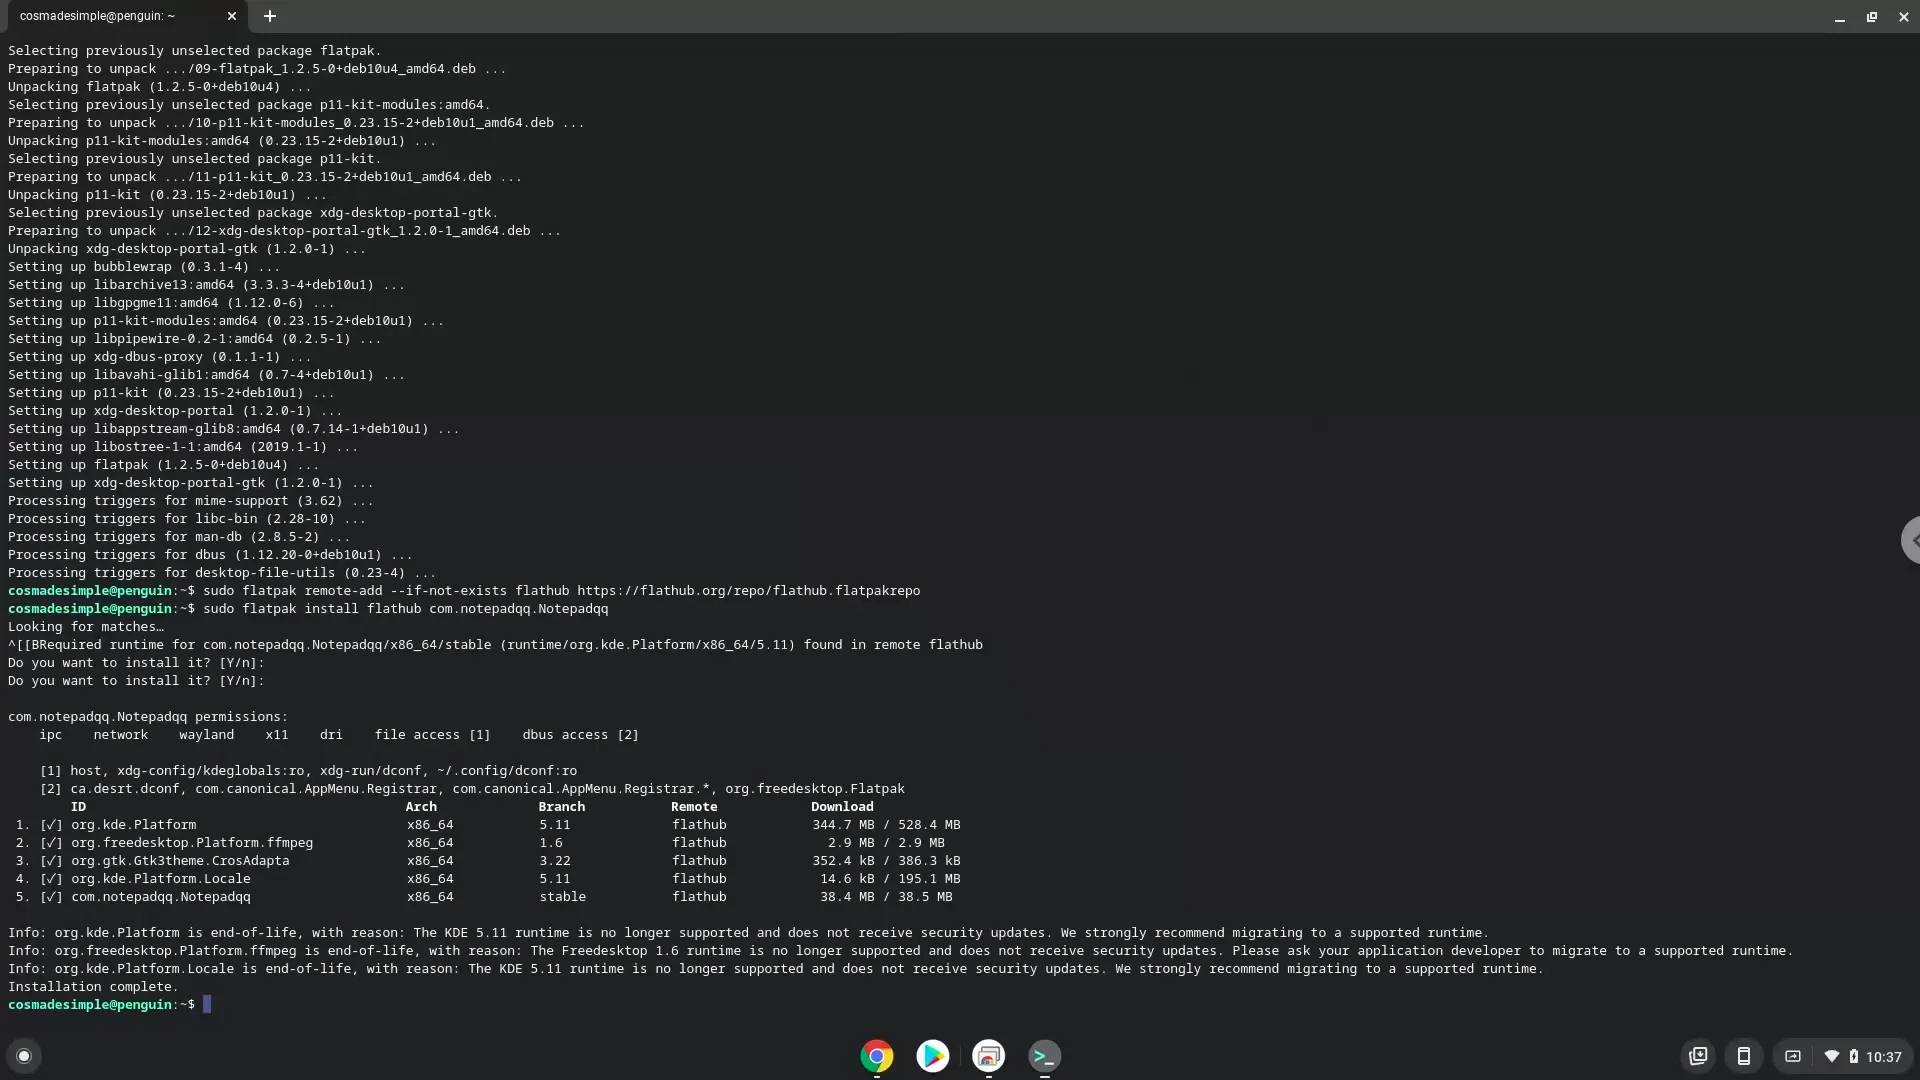 cosmadesimple@penguin: ~
Selecting previously unselected package flatpak.
Preparing to unpack .../09-flatpak_1.2.5-0+deb10u4_amd64.deb ...
Unpacking flatpak (1.2.5-0+deb10u4) ...
Selecting previously unselected package p11-kit-modules:amd64.
Preparing to unpack .../10-p11-kit-modules_0.23.15-2+deb10u1_amd64.deb ...
Unpacking p11-kit-modules:amd64 (0.23.15-2+deb10u1) ...
Selecting previously unselected package p11-kit.
Preparing to unpack .../11-p11-kit_0.23.15-2+deb10u1_amd64.deb ...
Unpacking p11-kit (0.23.15-2+deb10u1) ...
Selecting previously unselected package xdg-desktop-portal-gtk.
Preparing to unpack .../12-xdg-desktop-portal-gtk_1.2.0-1_amd64.deb ...
Unpacking xdg-desktop-portal-gtk (1.2.0-1) ...
Setting up bubblewrap (0.3.1-4) ...
Setting up libarchive13:amd64 (3.3.3-4+deb10u1) ...
Setting up libgpgme11:amd64 (1.12.0-6) ...
Setting up p11-kit-modules:amd64 (0.23.15-2+deb10u1) ...
Setting up libpipewire-0.2-1:amd64 (0.2.5-1) ...
Setting up xdg-dbus-proxy (0.1.1-1) ...
Setting up libavahi-glib1:amd64 (0.7-4+deb10u1) ...
Setting up p11-kit (0.23.15-2+deb10u1) ...
Setting up xdg-desktop-portal (1.2.0-1) ...
Setting up libappstream-glib8:amd64 (0.7.14-1+deb10u1) ...
Setting up libostree-1-1:amd64 (2019.1-1) ...
Setting up flatpak (1.2.5-0+deb10u4) ...
Setting up xdg-desktop-portal-gtk (1.2.0-1) ...
Processing triggers for mime-support (3.62) ...
Processing triggers for libc-bin (2.28-10) ...
Processing triggers for man-db (2.8.5-2) ...
Processing triggers for dbus (1.12.20-0+deb10u1) ...
Processing triggers for desktop-file-utils (0.23-4) ...
cosmadesimple@penguin:~$ sudo flatpak remote-add --if-not-exists flathub https://flathub.org/repo/flathub.flatpakrepo
cosmadesimple@penguin:~$ sudo flatpak install flathub com.notepadqq.Notepadqq
Looking for matches…
^[[BRequired runtime for com.notepadqq.Notepadqq/x86_64/stable (runtime/org.kde.Platform/x86_64/5.11) found in remote flathub
Do you want to install it? [Y/n]:
Do you want to install it? [Y/n]:
com.notepadqq.Notepadqq permissions:
ipc network wayland x11 dri file access [1] dbus access [2]
[1] host, xdg-config/kdeglobals:ro, xdg-run/dconf, ~/.config/dconf:ro
[2] ca.desrt.dconf, com.canonical.AppMenu.Registrar, com.canonical.AppMenu.Registrar.*, org.freedesktop.Flatpak
ID Arch Branch Remote Download
1. [✓] org.kde.Platform x86_64 5.11 flathub 344.7 MB / 528.4 MB
2. [✓] org.freedesktop.Platform.ffmpeg x86_64 1.6 flathub 2.9 MB / 2.9 MB
3. [✓] org.gtk.Gtk3theme.CrosAdapta x86_64 3.22 flathub 352.4 kB / 386.3 kB
4. [✓] org.kde.Platform.Locale x86_64 5.11 flathub 14.6 kB / 195.1 MB
5. [✓] com.notepadqq.Notepadqq x86_64 stable flathub 38.4 MB / 38.5 MB
Info: org.kde.Platform is end-of-life, with reason: The KDE 5.11 runtime is no longer supported and does not receive security updates. We strongly recommend migrating to a supported runtime.
Info: org.freedesktop.Platform.ffmpeg is end-of-life, with reason: The Freedesktop 1.6 runtime is no longer supported and does not receive security updates. Please ask your application developer to migrate to a supported runtime.
Info: org.kde.Platform.Locale is end-of-life, with reason: The KDE 5.11 runtime is no longer supported and does not receive security updates. We strongly recommend migrating to a supported runtime.
Installation complete.
cosmadesimple@penguin:~$
10:37